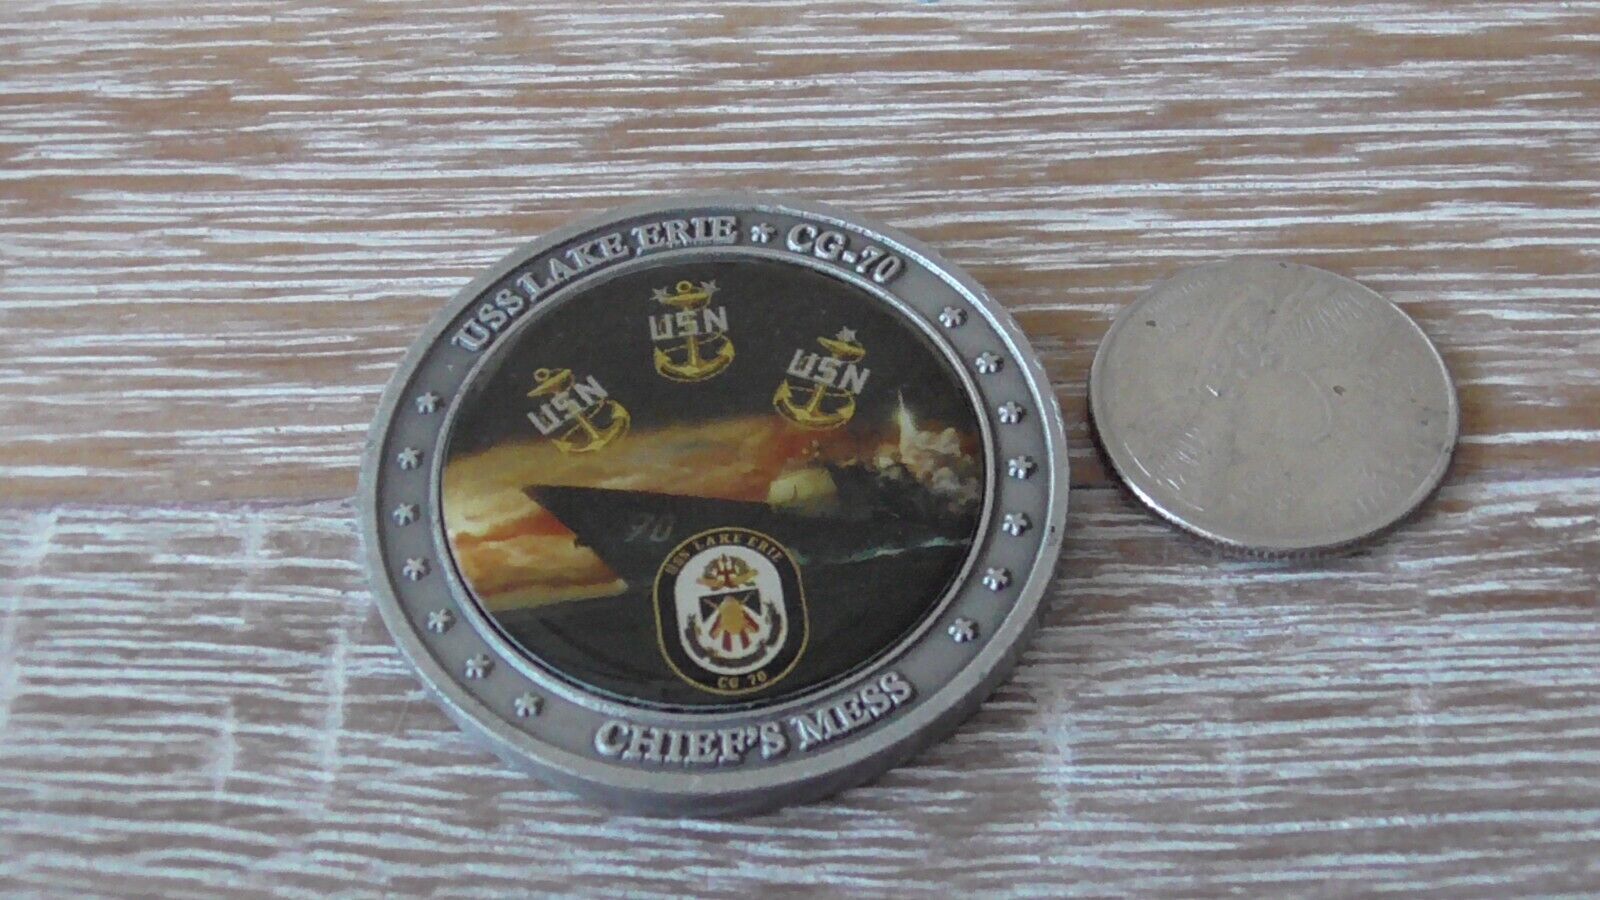 USS LAKE ERIE ★ CG-70
USN
USN
USN
70
USS LAKE ERIE
CG 70
CHIEF'S MESS